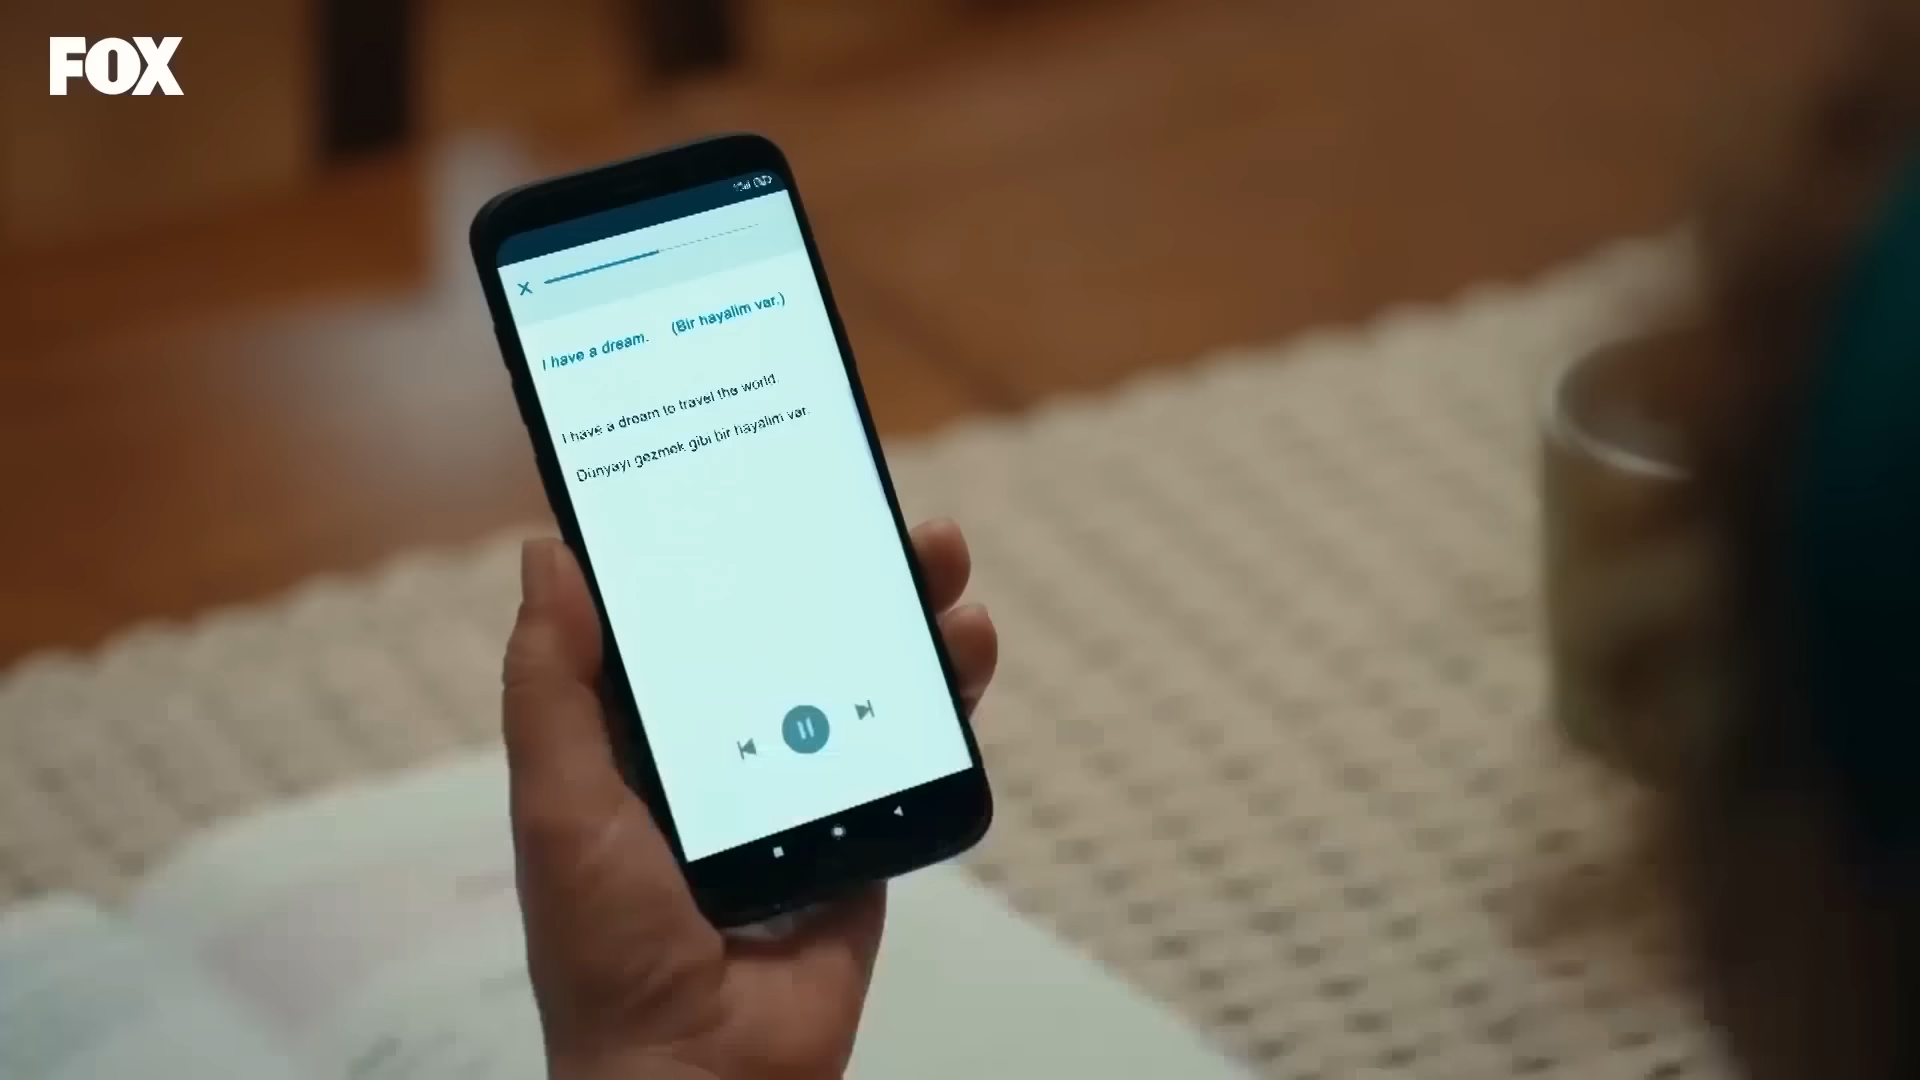 FOX
I have a dream. (Bir hayalim var.)
I have a dream to travel the world.
Dünyayı gezmek gibi bir hayalim var.